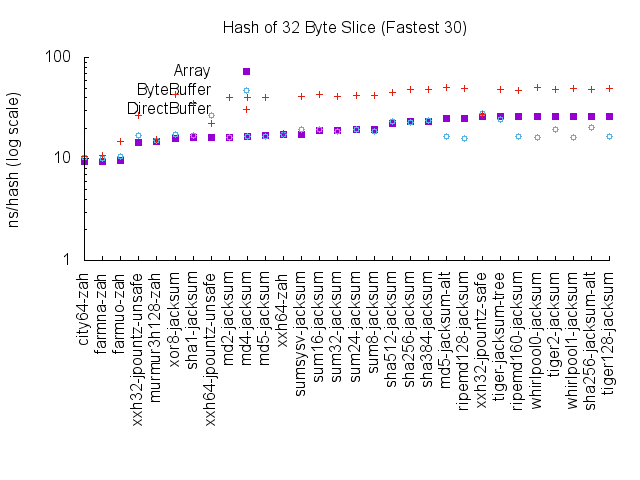 Hash of 32 Byte Slice (Fastest 30)
ns/hash (log scale)
100
10
1
Array
ByteBuffer
DirectBuffer
city64-zah
farmna-zah
farmuo-zah
xxh32-jpountz-unsafe
murmur3h128-zah
xor8-jacksum
sha1-jacksum
xxh64-jpountz-unsafe
md2-jacksum
md4-jacksum
md5-jacksum
xxh64-zah
sumsysv-jacksum
sum16-jacksum
sum32-jacksum
sum24-jacksum
sum8-jacksum
sha512-jacksum
sha256-jacksum
sha384-jacksum
md5-jacksum-alt
ripemd128-jacksum
xxh32-jpountz-safe
tiger-jacksum-tree
ripemd160-jacksum
whirlpool0-jacksum
tiger2-jacksum
whirlpool1-jacksum
sha256-jacksum-alt
tiger128-jacksum